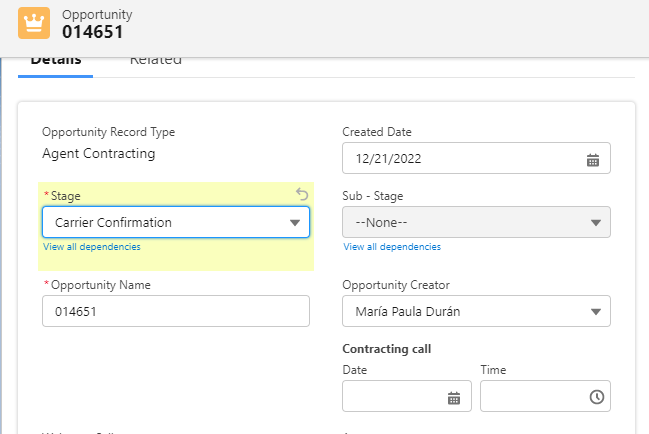 Opportunity
014651
Details
Related
Opportunity Record Type
Agent Contracting
Created Date
12/21/2022
*Stage
Carrier Confirmation
View all dependencies
Sub - Stage
--None--
View all dependencies
*Opportunity Name
014651
Opportunity Creator
María Paula Durán
Contracting call
Date
Time